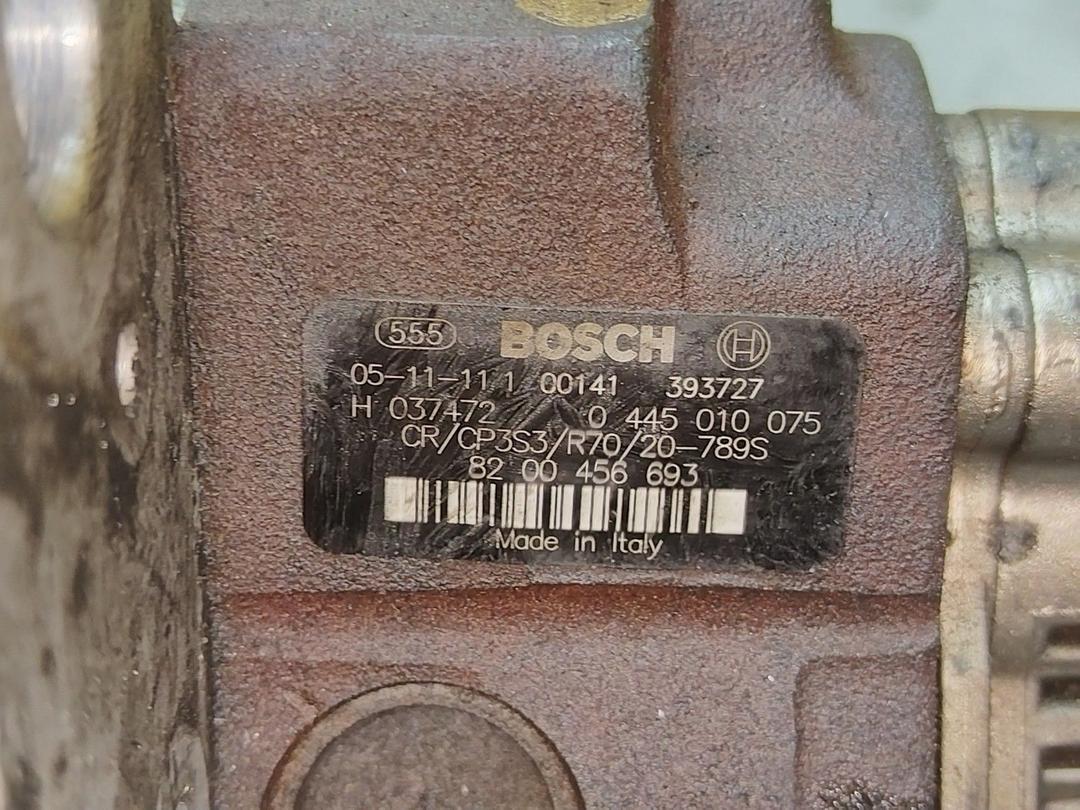 555 BOSCH H
05-11-11 1 00141 393727
H 037472 0 445 010 075
CR/CP3S3/R70/20-789S
82 00 456 693
Made in Italy